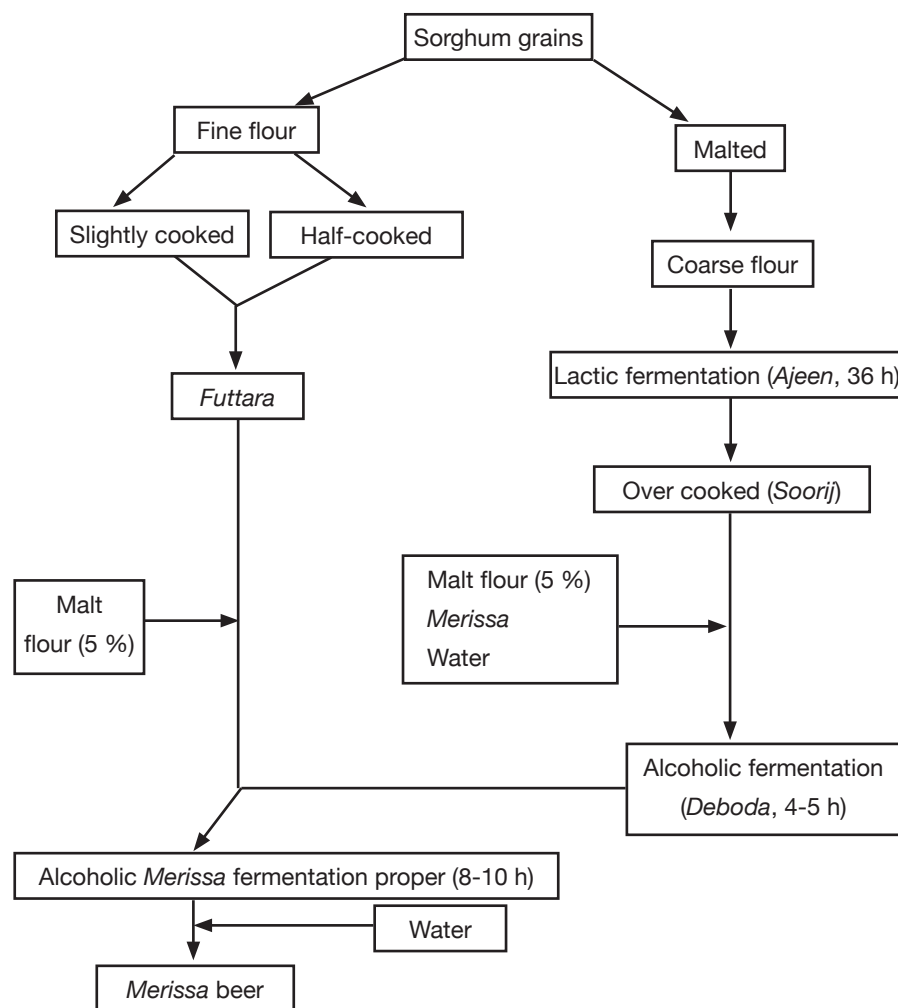 Sorghum grains
Fine flour
Malted
Slightly cooked
Half-cooked
Coarse flour
Lactic fermentation (Ajeen, 36 h)
Futtara
Over cooked (Soorij)
Malt
flour (5 %)
Malt flour (5 %)
Merissa
Water
Alcoholic fermentation
(Deboda, 4-5 h)
Alcoholic Merissa fermentation proper (8-10 h)
Water
Merissa beer